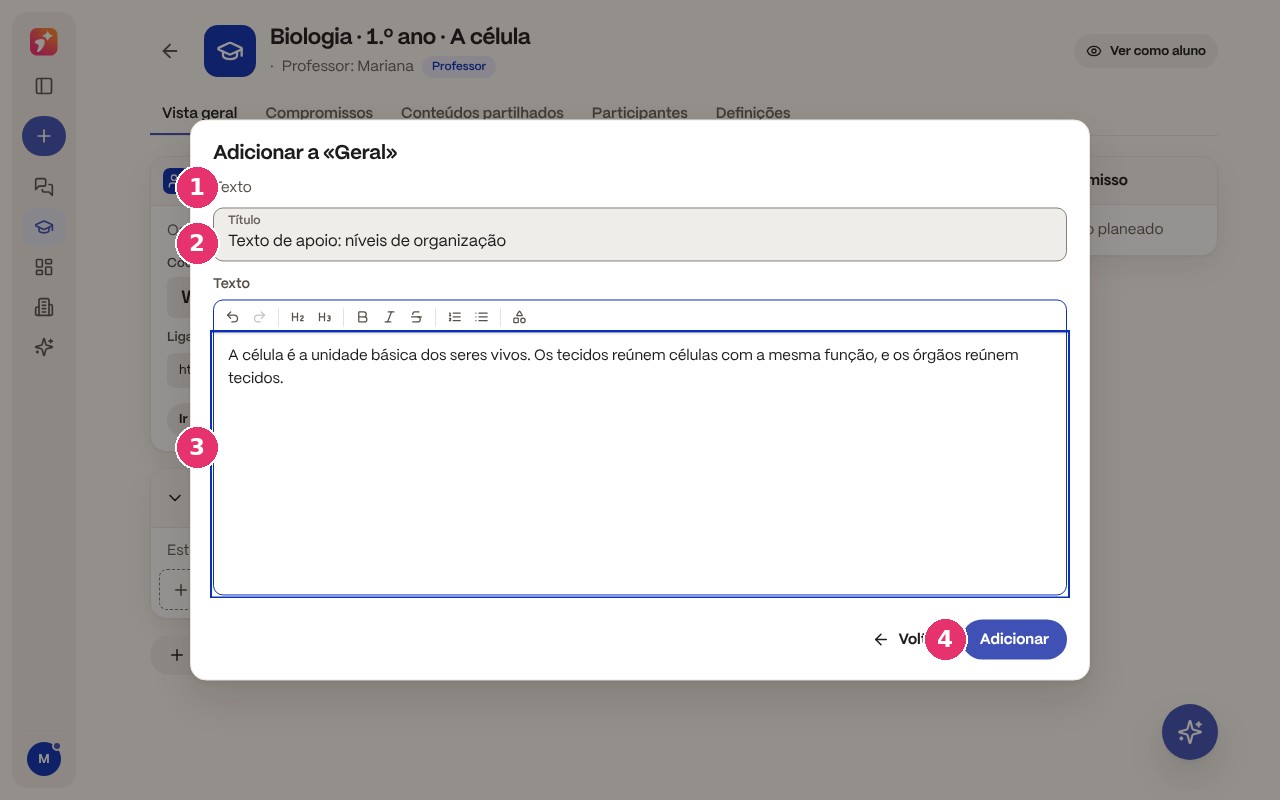 Biologia · 1.º ano · A célula
· Professor: Mariana Professor
Ver como aluno
Vista geral Compromissos Conteúdos partilhados Participantes Definições
Adicionar a «Geral»
1 Texto
Título
2 Texto de apoio: níveis de organização
Texto
H2 H3 B I S
A célula é a unidade básica dos seres vivos. Os tecidos reúnem células com a mesma função, e os órgãos reúnem
tecidos.
3
4 Adicionar
o planeado
Ir
M